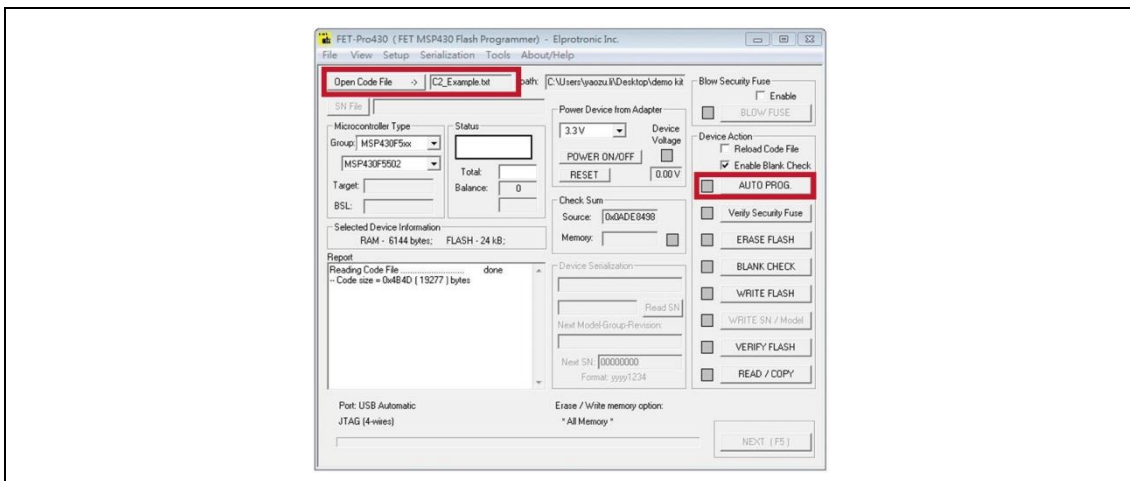 FET-Pro430 ( FET MSP430 Flash Programmer) - Elprotronic Inc.
File View Setup Serialization Tools About/Help
Open Code File -> C2_Example.txt path: C:\Users\yaozu.li\Desktop\demo kit
SN File
Microcontroller Type
Group: MSP430F5xx
MSP430F5502
Target:
BSL:
Status
Total:
Balance: 0
Selected Device Information
RAM - 6144 bytes; FLASH - 24 kB;
Report
Reading Code File ......................... done
-- Code size = 0x4B4D ( 19277 ) bytes
Power Device from Adapter
3.3 V
Device
Voltage
POWER ON/OFF
RESET 0.00 V
Check Sum
Source: 0x0ADE8498
Memory:
Device Serialization
Read SN
Next Model-Group-Revision:
Next SN: 00000000
Format: yyyy1234
Blow Security Fuse
Enable
BLOW FUSE
Device Action
Reload Code File
Enable Blank Check
AUTO PROG.
Verify Security Fuse
ERASE FLASH
BLANK CHECK
WRITE FLASH
WRITE SN / Model
VERIFY FLASH
READ / COPY
Port: USB Automatic
JTAG (4-wires)
Erase / Write memory option:
" All Memory "
NEXT ( F5 )